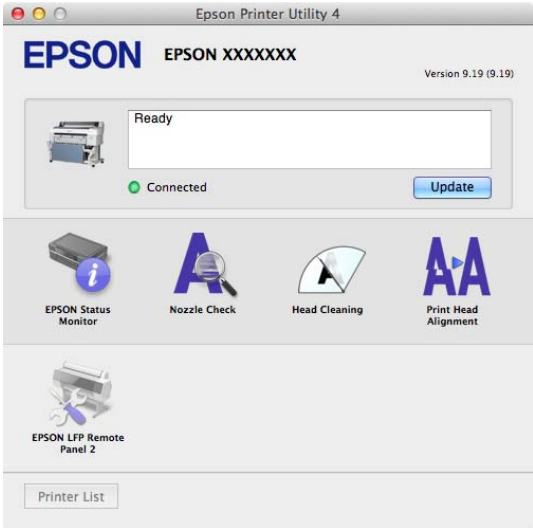 Epson Printer Utility 4
EPSON EPSON XXXXXXX
Version 9.19 (9.19)
Ready
Connected
Update
EPSON Status
Monitor
Nozzle Check
Head Cleaning
Print Head
Alignment
EPSON LFP Remote
Panel 2
Printer List